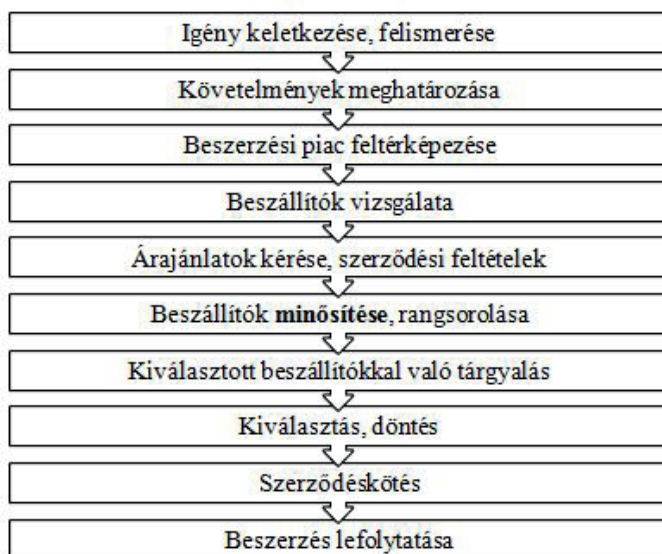 Igény keletkezése, felismerése
Követelmények meghatározása
Beszerzési piac feltérképezése
Beszállítók vizsgálata
Árajánlatok kérése, szerződési feltételek
Beszállítók minősítése, rangsorolása
Kiválasztott beszállítókkal való tárgyalás
Kiválasztás, döntés
Szerződéskötés
Beszerzés lefolytatása